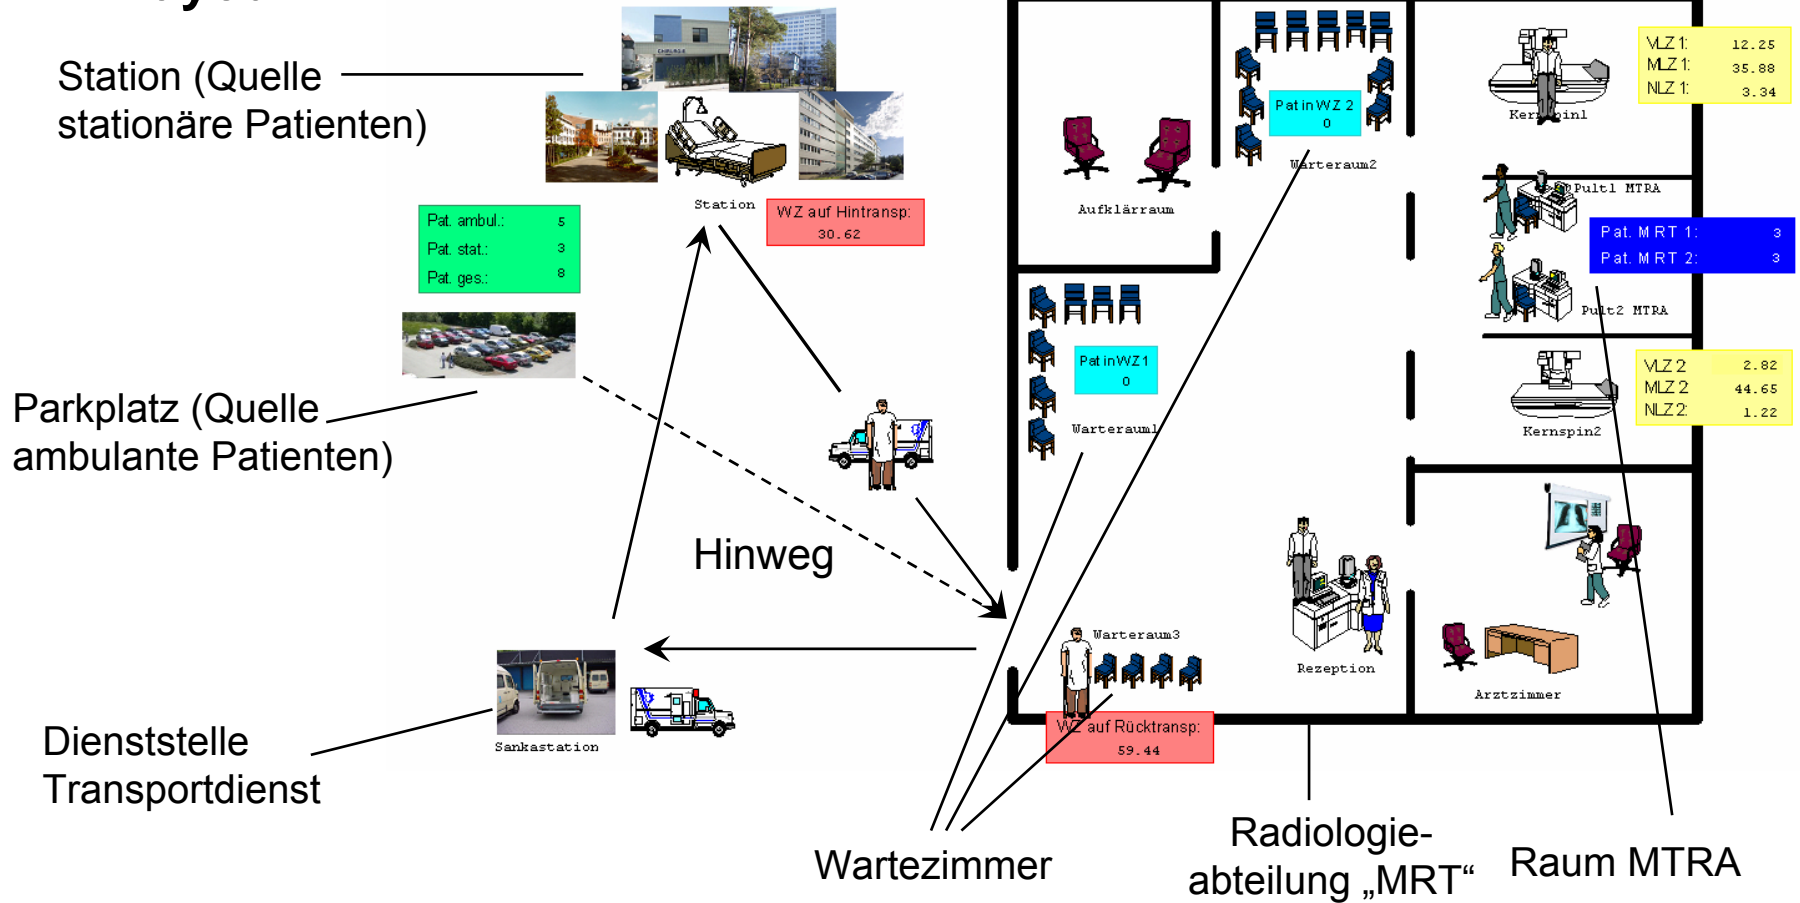 Station (Quelle
stationäre Patienten)
CHIRURGIE
Station
WZ auf Hintransp:
30.62
Pat. ambul.: 5
Pat. stat.: 3
Pat. ges.: 8
Parkplatz (Quelle
ambulante Patienten)
Hinweg
Sankastation
Dienststelle
Transportdienst
Aufklärraum
Pat in WZ 2
0
Warteraum2
Pat in WZ 1
0
Warteraum1
Warteraum3
WZ auf Rücktransp:
59.44
Rezeption
Arztzimmer
VLZ 1: 12.25
MLZ 1: 35.88
NLZ 1: 3.34
Kernspin1
Pult1 MTRA
Pat. MRT 1: 3
Pat. MRT 2: 3
Pult2 MTRA
VLZ 2 2.82
MLZ 2 44.65
NLZ 2: 1.22
Kernspin2
Wartezimmer
Radiologie-
abteilung „MRT“
Raum MTRA